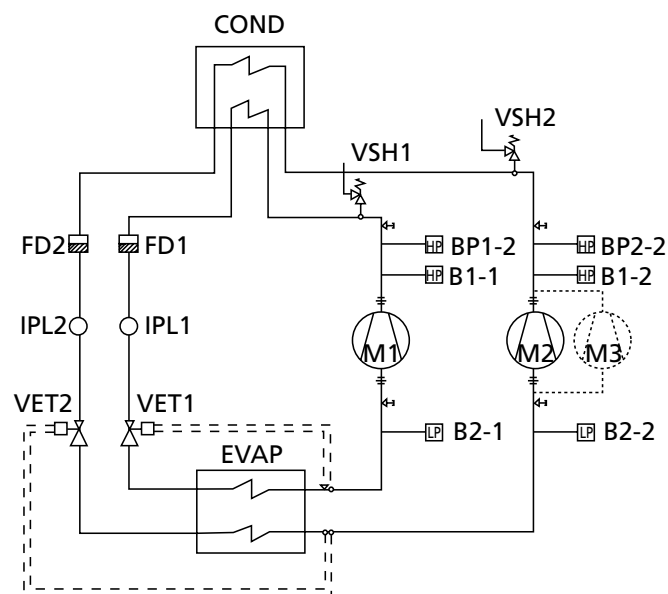 COND
VSH2
VSH1
FD2
FD1
HP BP1-2
HP BP2-2
HP B1-1
HP B1-2
IPL2
IPL1
M1
M2
M3
VET2
VET1
LP B2-1
LP B2-2
EVAP